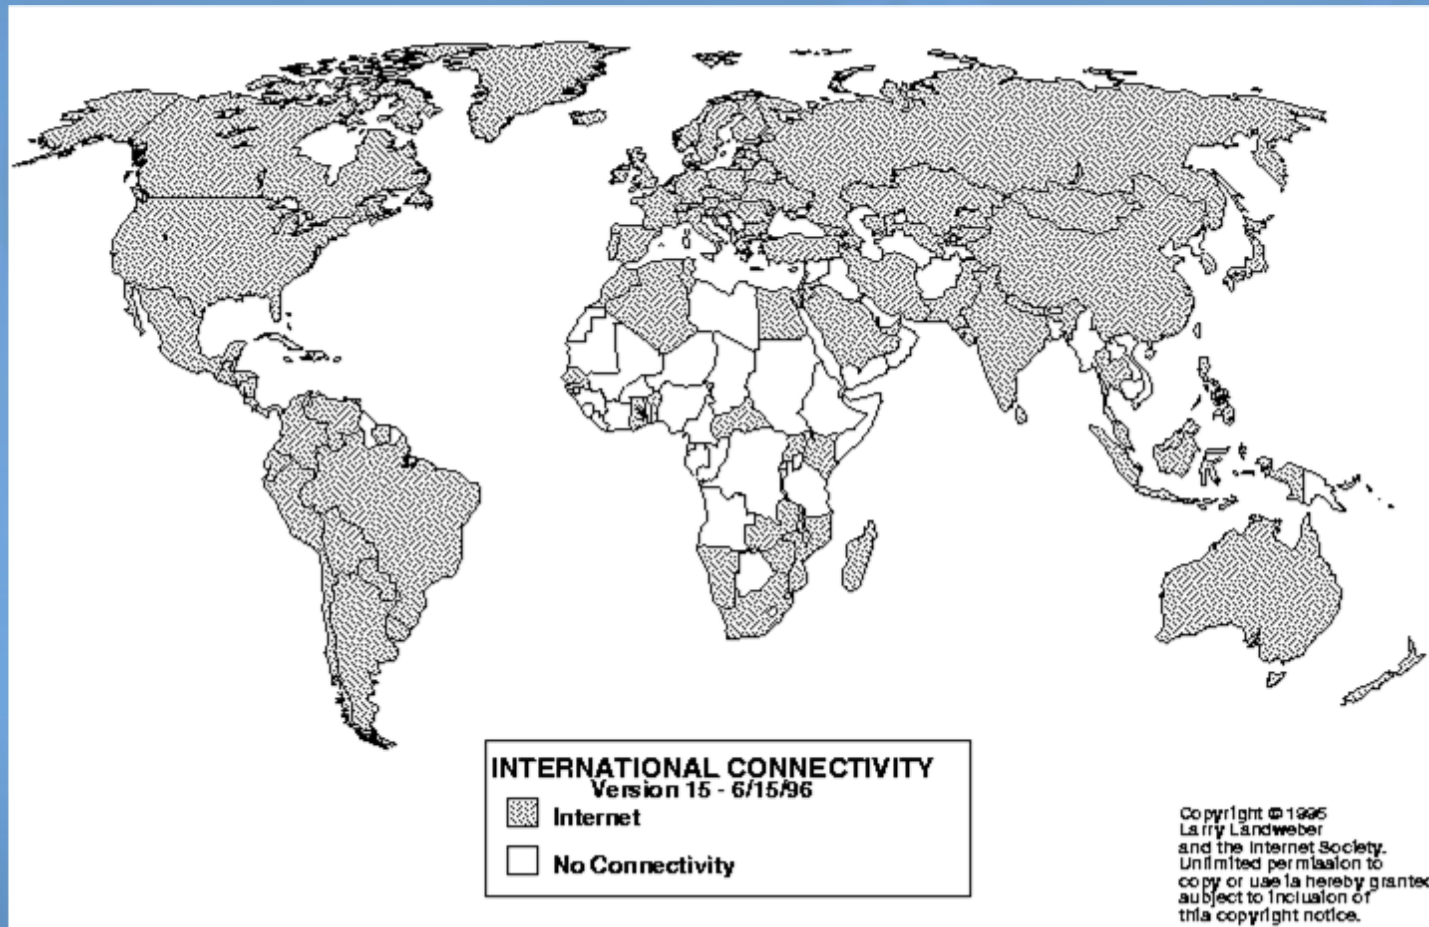 INTERNATIONAL CONNECTIVITY
Version 15 - 6/15/96
Internet
No Connectivity
Copyright © 1995
Larry Landweber
and the Internet Society.
Unlimited permission to
copy or use is hereby granted
subject to inclusion of
this copyright notice.